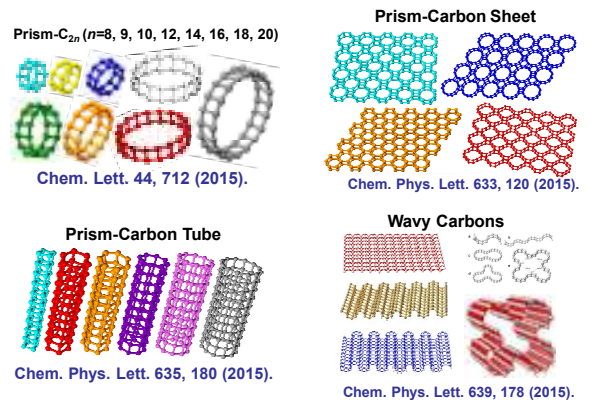 Prism-C2n (n=8, 9, 10, 12, 14, 16, 18, 20)
Chem. Lett. 44, 712 (2015).
Prism-Carbon Sheet
Chem. Phys. Lett. 633, 120 (2015).
Prism-Carbon Tube
Chem. Phys. Lett. 635, 180 (2015).
Wavy Carbons
Chem. Phys. Lett. 639, 178 (2015).